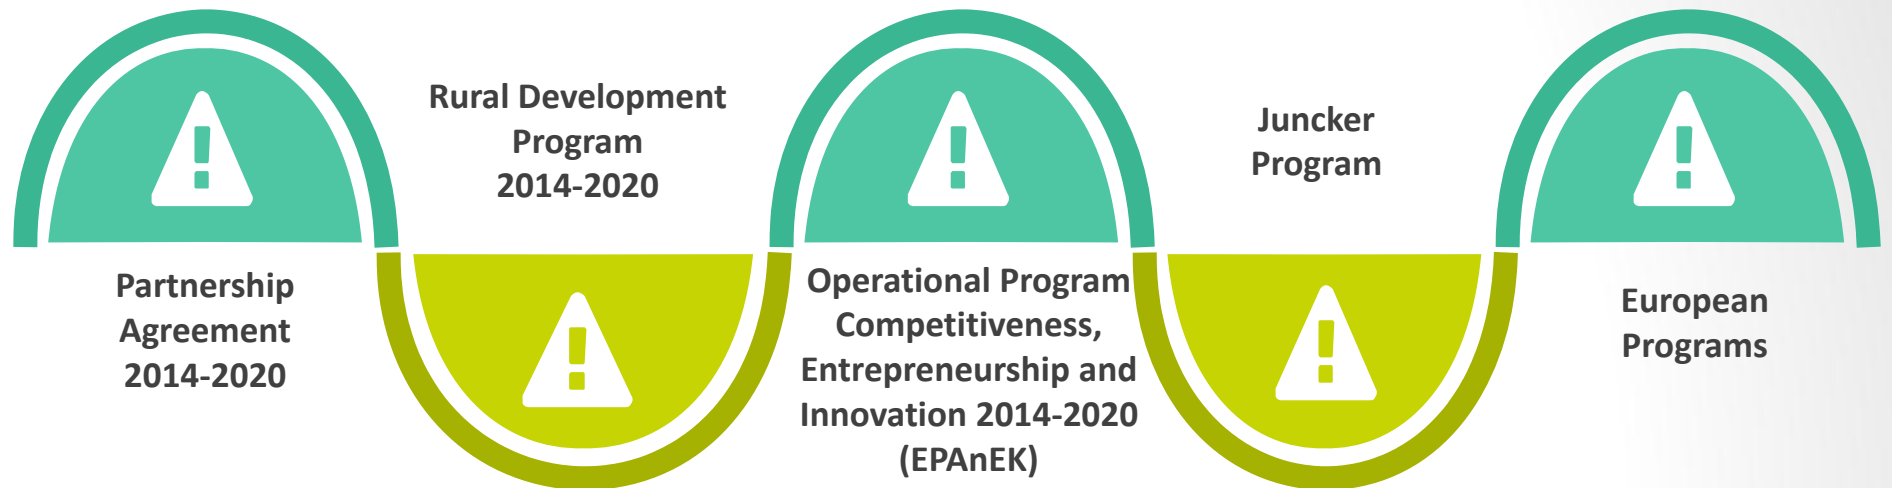 Partnership
Agreement
2014-2020
Rural Development
Program
2014-2020
Operational Program
Competitiveness,
Entrepreneurship and
Innovation 2014-2020
(EPAnEK)
Juncker
Program
European
Programs